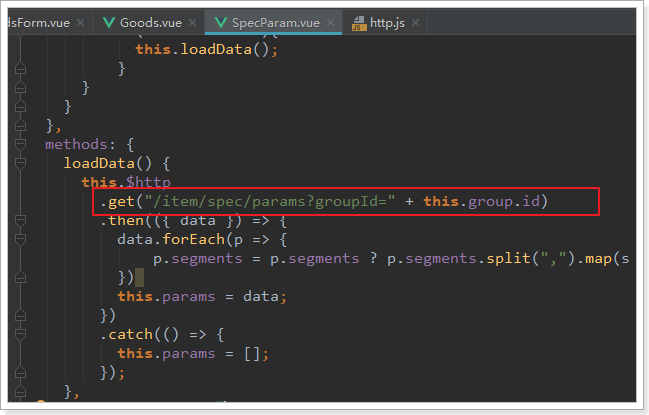 dsForm.vue Goods.vue SpecParam.vue http.js
this.loadData();
}
}
}
},
methods: {
loadData() {
this.$http
.get("/item/spec/params?groupId=" + this.group.id)
.then(({ data }) => {
data.forEach(p => {
p.segments = p.segments ? p.segments.split(",").map(s
})
this.params = data;
})
.catch(() => {
this.params = [];
});
},